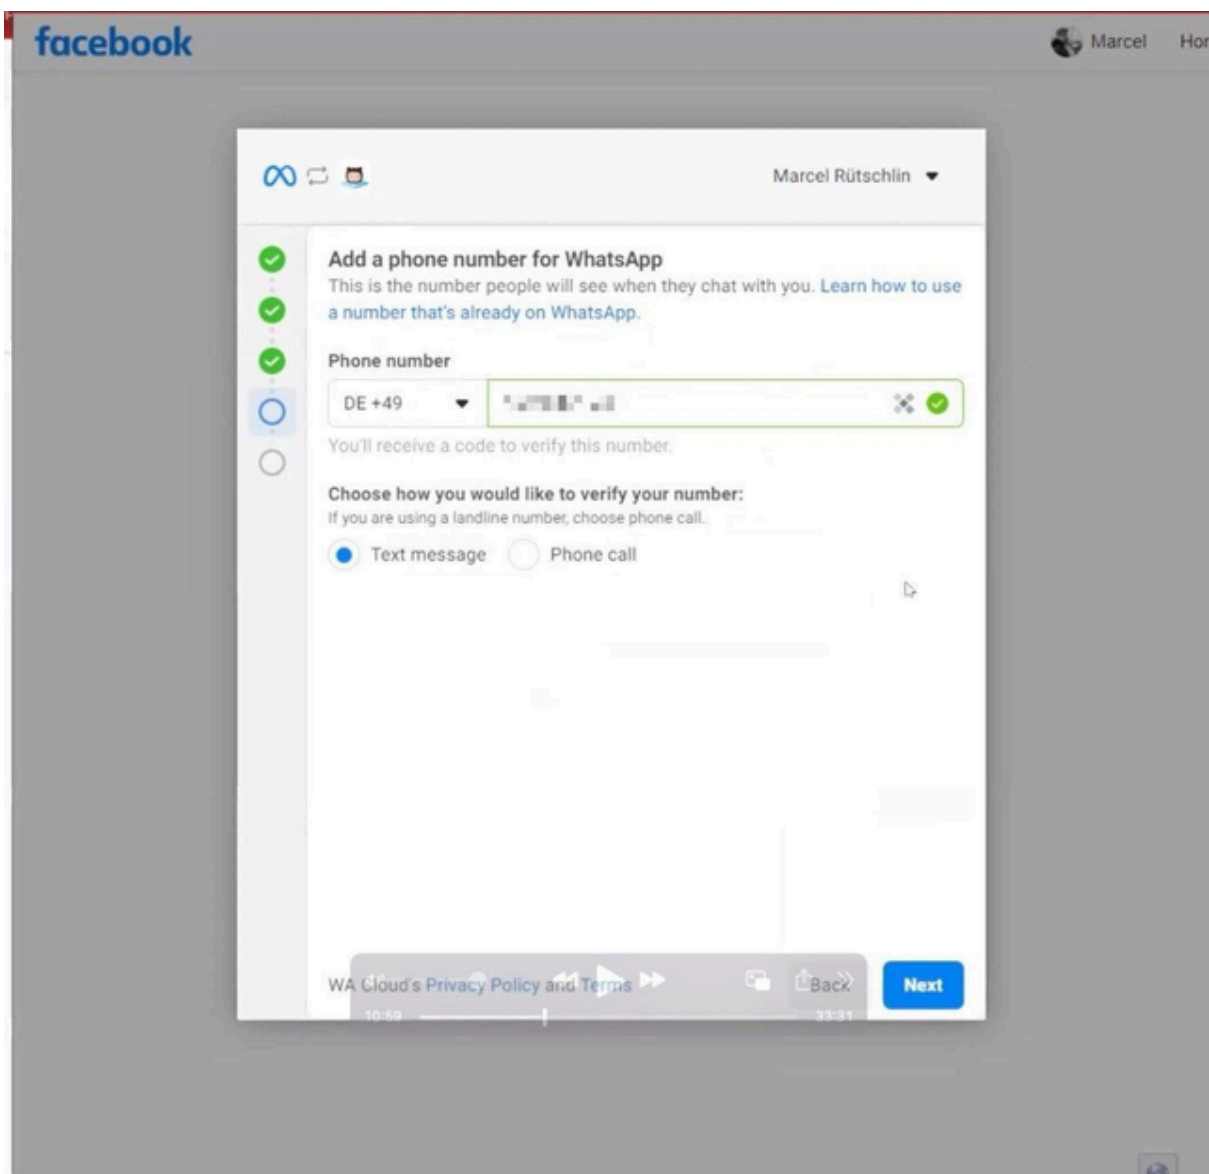 facebook
Marcel
Hor
Marcel Rütschlin
Add a phone number for WhatsApp
This is the number people will see when they chat with you. Learn how to use
a number that's already on WhatsApp.
Phone number
DE +49
You'll receive a code to verify this number.
Choose how you would like to verify your number:
If you are using a landline number, choose phone call.
Text message
Phone call
WA Cloud's Privacy Policy and Terms
Back
Next
10:59
33:31